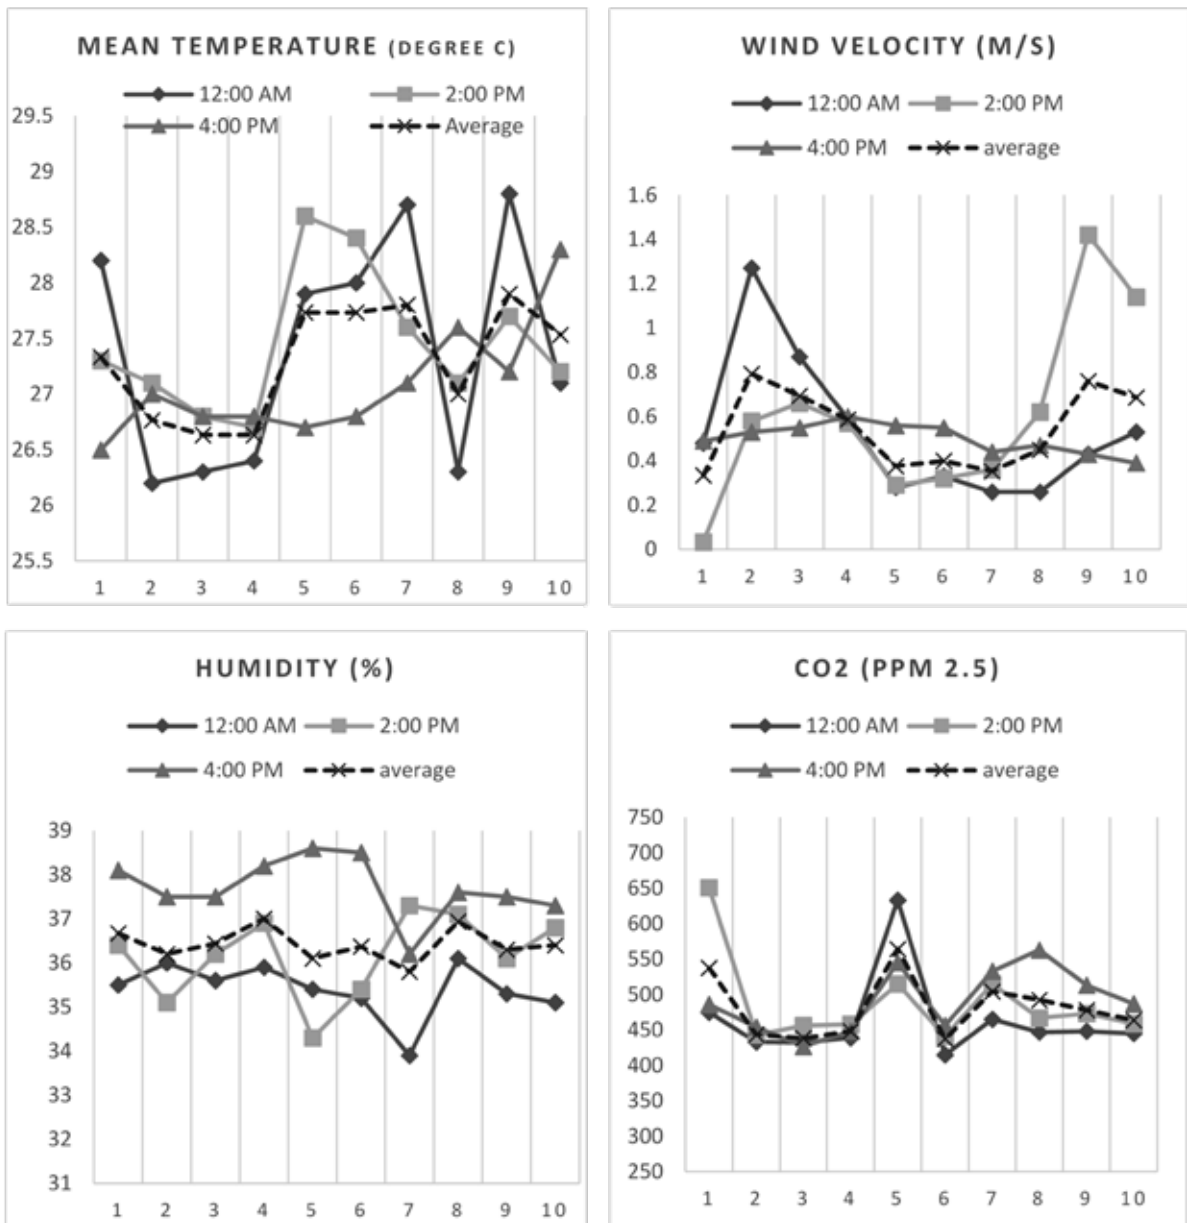 MEAN TEMPERATURE (DEGREE C)
12:00 AM 2:00 PM
4:00 PM Average
29.5
29
28.5
28
27.5
27
26.5
26
25.5
1 2 3 4 5 6 7 8 9 10
WIND VELOCITY (M/S)
12:00 AM 2:00 PM
4:00 PM average
1.6
1.4
1.2
1
0.8
0.6
0.4
0.2
0
1 2 3 4 5 6 7 8 9 10
HUMIDITY (%)
12:00 AM 2:00 PM
4:00 PM average
39
38
37
36
35
34
33
32
31
1 2 3 4 5 6 7 8 9 10
CO2 (PPM 2.5)
12:00 AM 2:00 PM
4:00 PM average
750
700
650
600
550
500
450
400
350
300
250
1 2 3 4 5 6 7 8 9 10